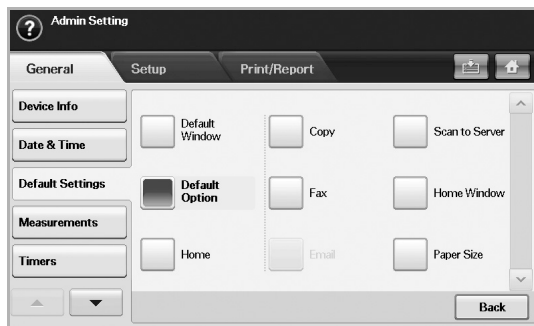 ?
Admin Setting
General
Setup
Print/Report
Device Info
Date & Time
Default Settings
Measurements
Timers
Default
Window
Default
Option
Home
Copy
Fax
Email
Scan to Server
Home Window
Paper Size
Back